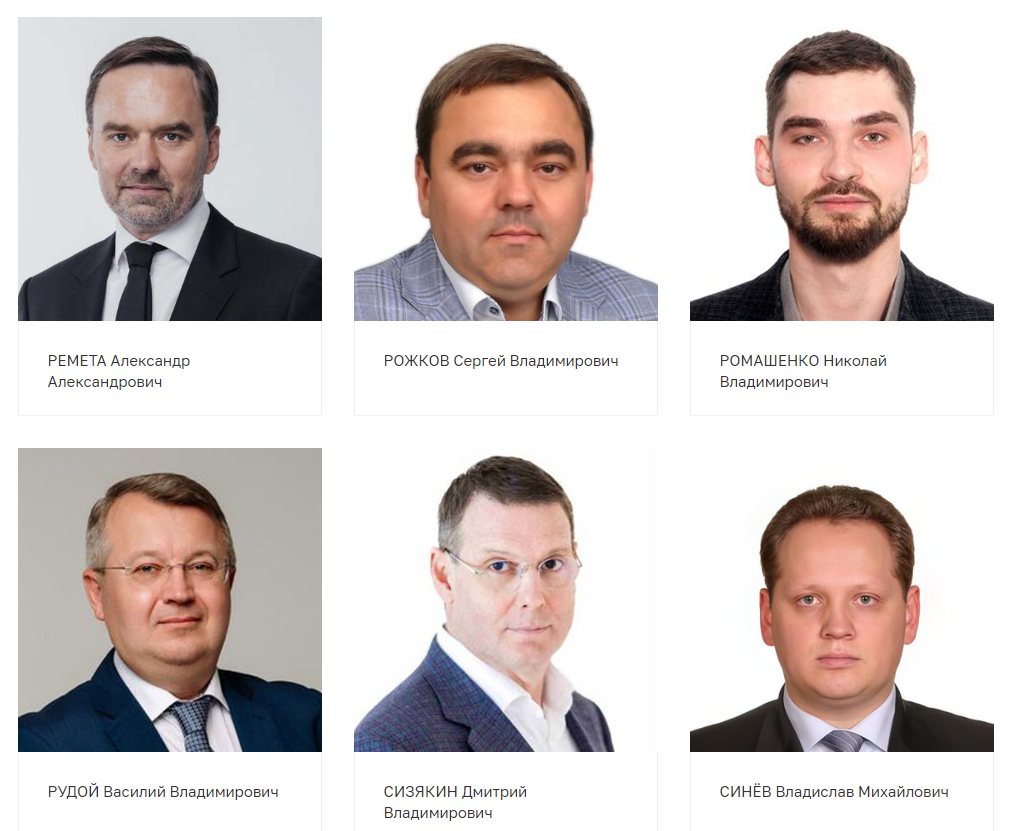 РЕМЕТА Александр
Александрович
РОЖКОВ Сергей Владимирович
РОМАШЕНКО Николай
Владимирович
РУДОЙ Василий Владимирович
СИЗЯКИН Дмитрий
Владимирович
СИНЁВ Владислав Михайлович